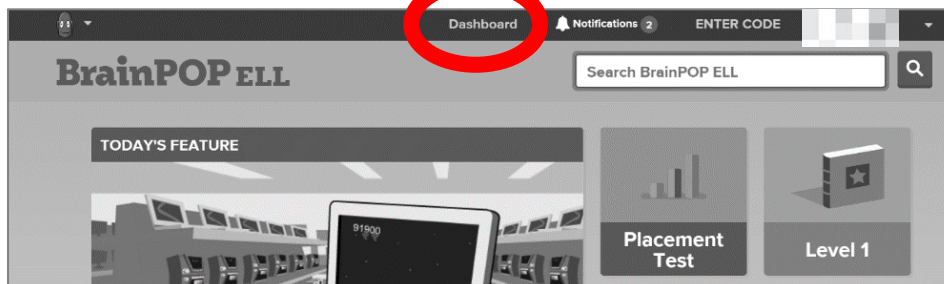 Dashboard Notifications 2 ENTER CODE
BrainPOP ELL
Search BrainPOP ELL
TODAY'S FEATURE
91900
Placement
Test
Level 1